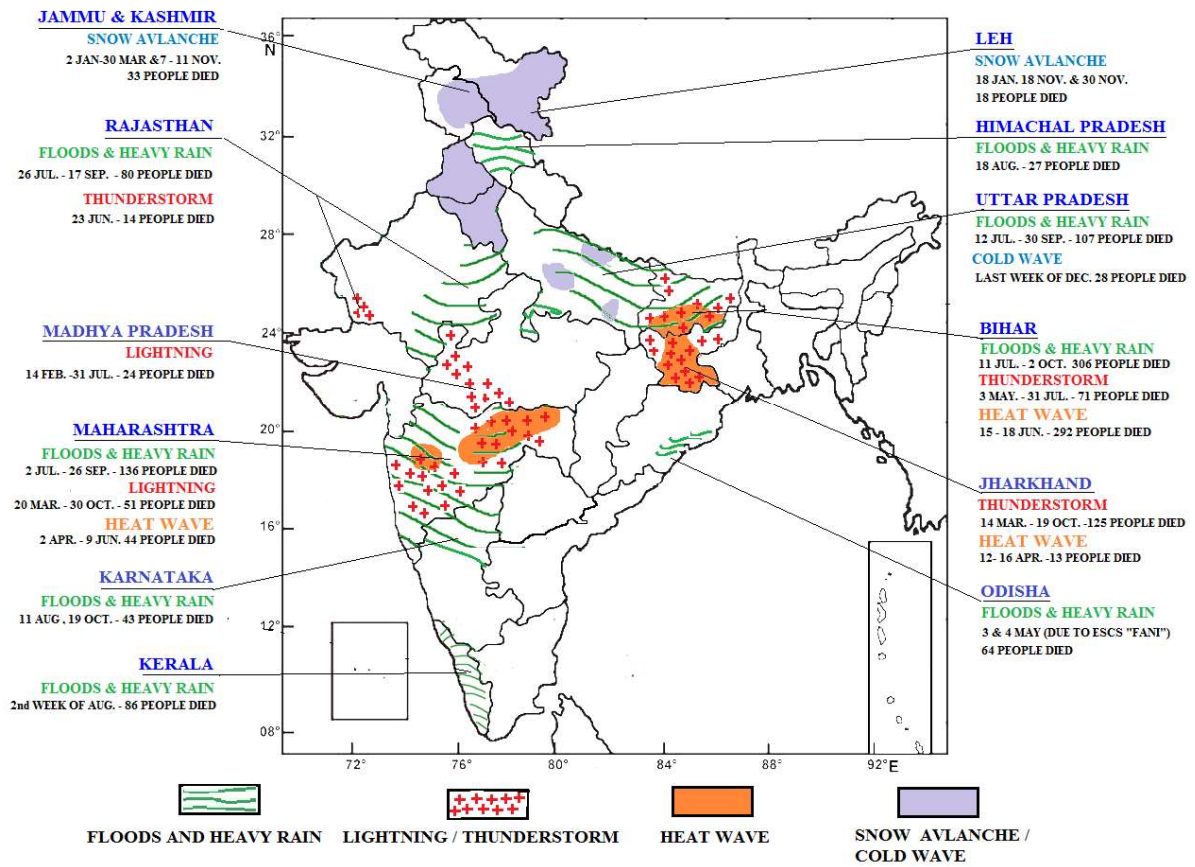 JAMMU & KASHMIR
SNOW AVLANCHE
2 JAN-30 MAR &7 - 11 NOV.
33 PEOPLE DIED
RAJASTHAN
FLOODS & HEAVY RAIN
26 JUL. - 17 SEP. - 80 PEOPLE DIED
THUNDERSTORM
23 JUN. - 14 PEOPLE DIED
MADHYA PRADESH
LIGHTNING
14 FEB. -31 JUL. - 24 PEOPLE DIED
MAHARASHTRA
FLOODS & HEAVY RAIN
2 JUL. - 26 SEP. - 136 PEOPLE DIED
LIGHTNING
20 MAR. - 30 OCT. - 51 PEOPLE DIED
HEAT WAVE
2 APR. - 9 JUN. 44 PEOPLE DIED
KARNATAKA
FLOODS & HEAVY RAIN
11 AUG , 19 OCT. - 43 PEOPLE DIED
KERALA
FLOODS & HEAVY RAIN
2nd WEEK OF AUG. - 86 PEOPLE DIED
36°
N
32°
28°
24°
20°
16°
12°
08°
72°
76°
80°
84°
88°
92°E
LEH
SNOW AVLANCHE
18 JAN. 18 NOV. & 30 NOV.
18 PEOPLE DIED
HIMACHAL PRADESH
FLOODS & HEAVY RAIN
18 AUG. - 27 PEOPLE DIED
UTTAR PRADESH
FLOODS & HEAVY RAIN
12 JUL. - 30 SEP. - 107 PEOPLE DIED
COLD WAVE
LAST WEEK OF DEC. 28 PEOPLE DIED
BIHAR
FLOODS & HEAVY RAIN
11 JUL. - 2 OCT. 306 PEOPLE DIED
THUNDERSTORM
3 MAY. - 31 JUL. - 71 PEOPLE DIED
HEAT WAVE
15 - 18 JUN. - 292 PEOPLE DIED
JHARKHAND
THUNDERSTORM
14 MAR. - 19 OCT. -125 PEOPLE DIED
HEAT WAVE
12- 16 APR. -13 PEOPLE DIED
ODISHA
FLOODS & HEAVY RAIN
3 & 4 MAY (DUE TO ESCS "FANI")
64 PEOPLE DIED
FLOODS AND HEAVY RAIN
LIGHTNING / THUNDERSTORM
HEAT WAVE
SNOW AVLANCHE /
COLD WAVE